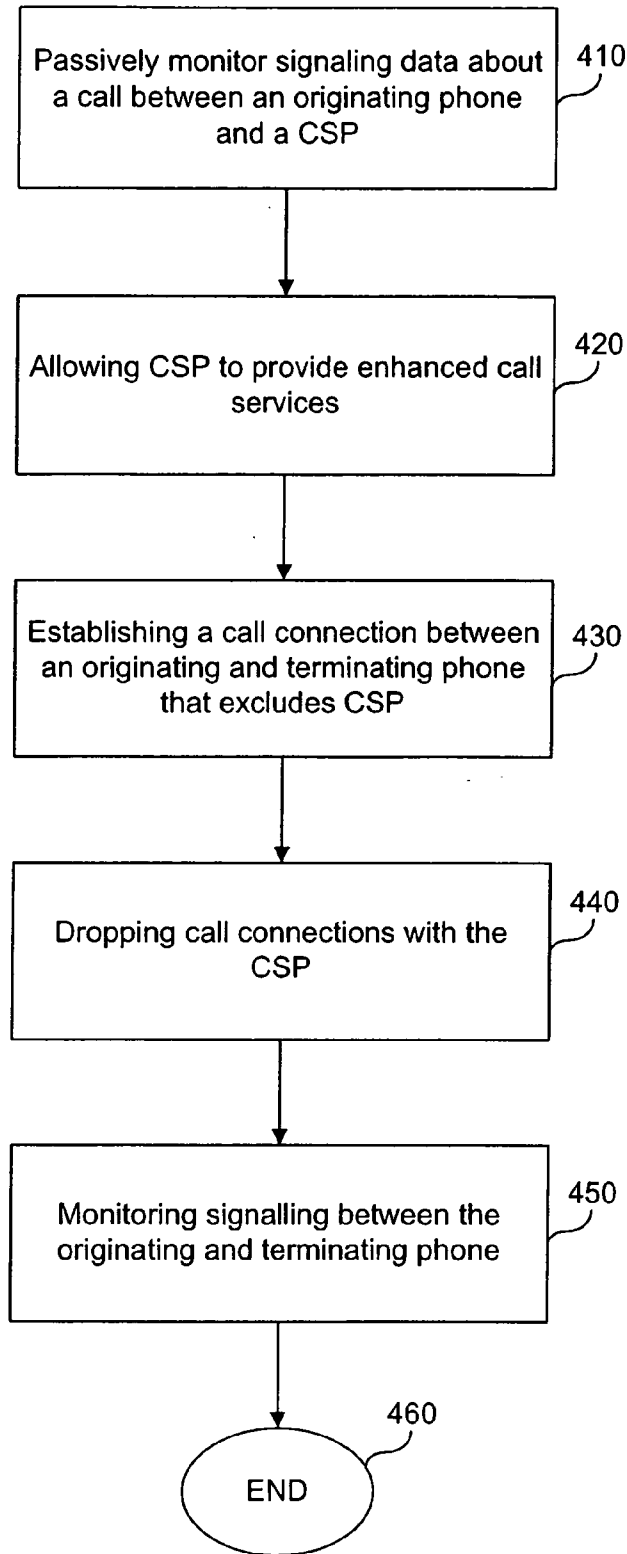 Passively monitor signaling data about
a call between an originating phone
and a CSP
410
Allowing CSP to provide enhanced call
services
420
Establishing a call connection between
an originating and terminating phone
that excludes CSP
430
Dropping call connections with the
CSP
440
Monitoring signalling between the
originating and terminating phone
450
END
460